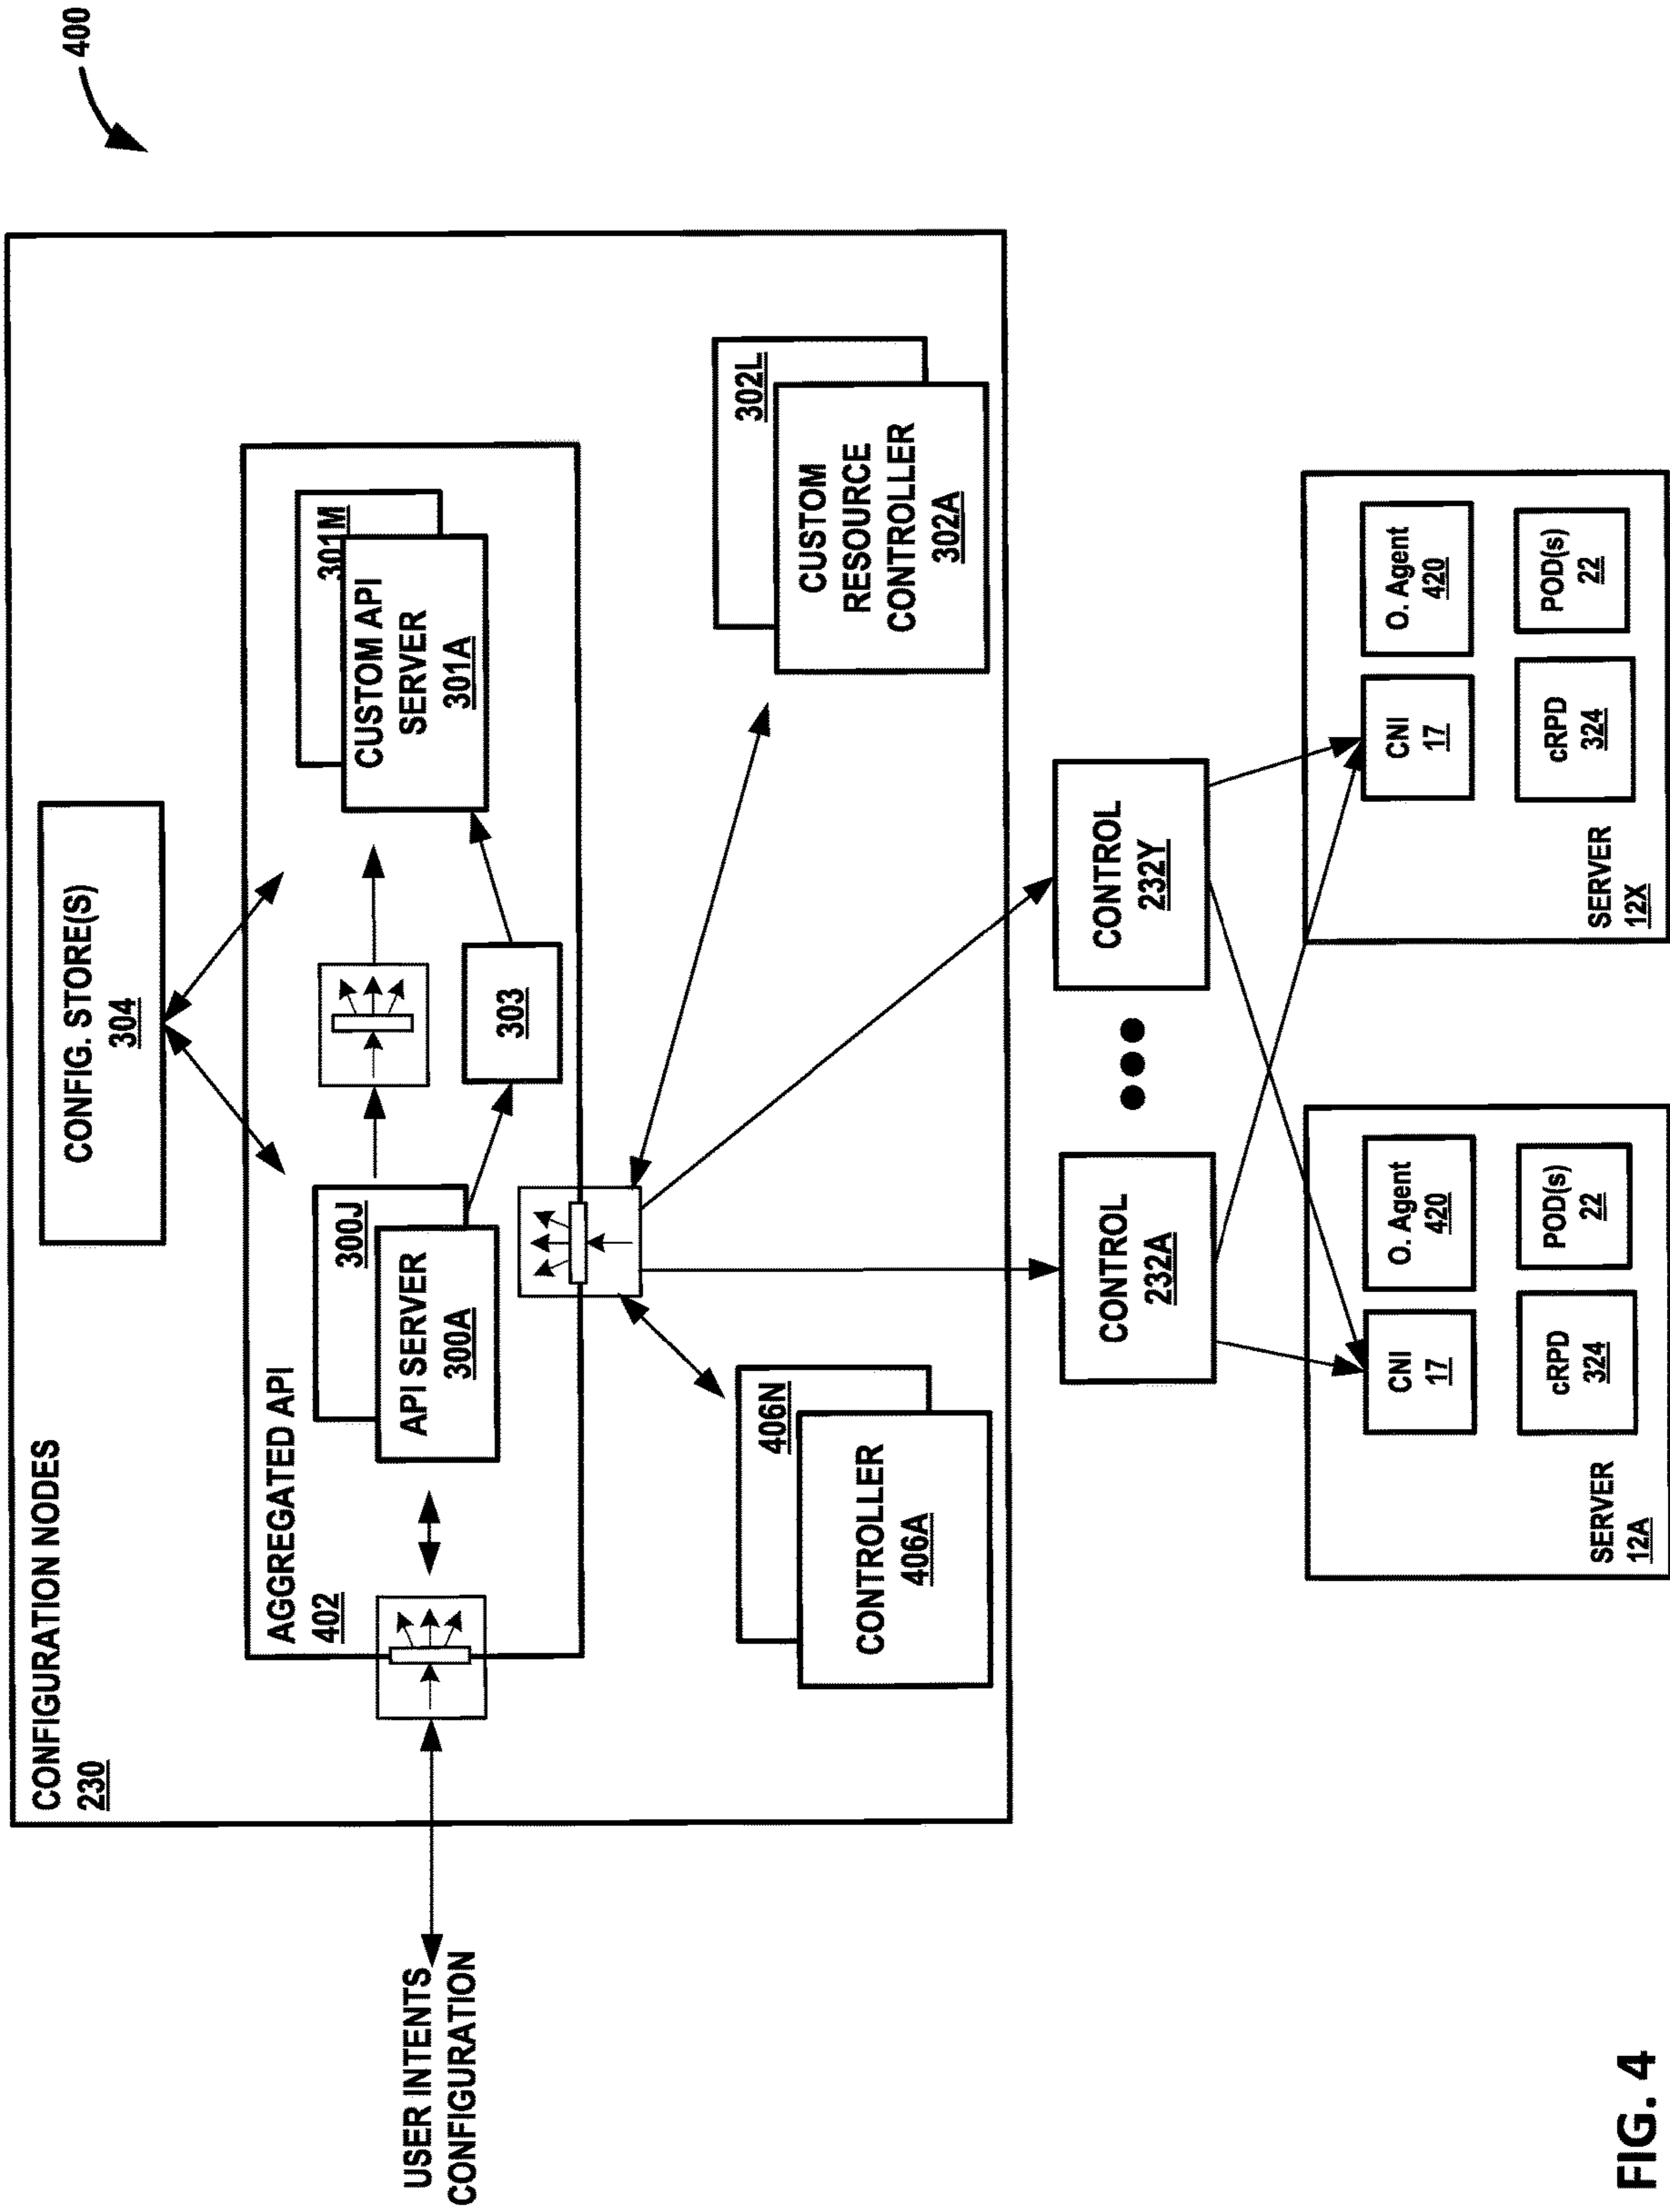 400
CONFIGURATION NODES
230
CONFIG. STORE(S)
304
AGGREGATED API
402
300J
API SERVER
300A
303
301M
CUSTOM API
SERVER
301A
USER INTENTS
CONFIGURATION
406N
CONTROLLER
406A
302L
CUSTOM
RESOURCE
CONTROLLER
302A
CONTROL
232A
CONTROL
232Y
CNI
17
O. Agent
420
cRPD
324
POD(s)
22
SERVER
12A
CNI
17
O. Agent
420
cRPD
324
POD(s)
22
SERVER
12X
FIG. 4